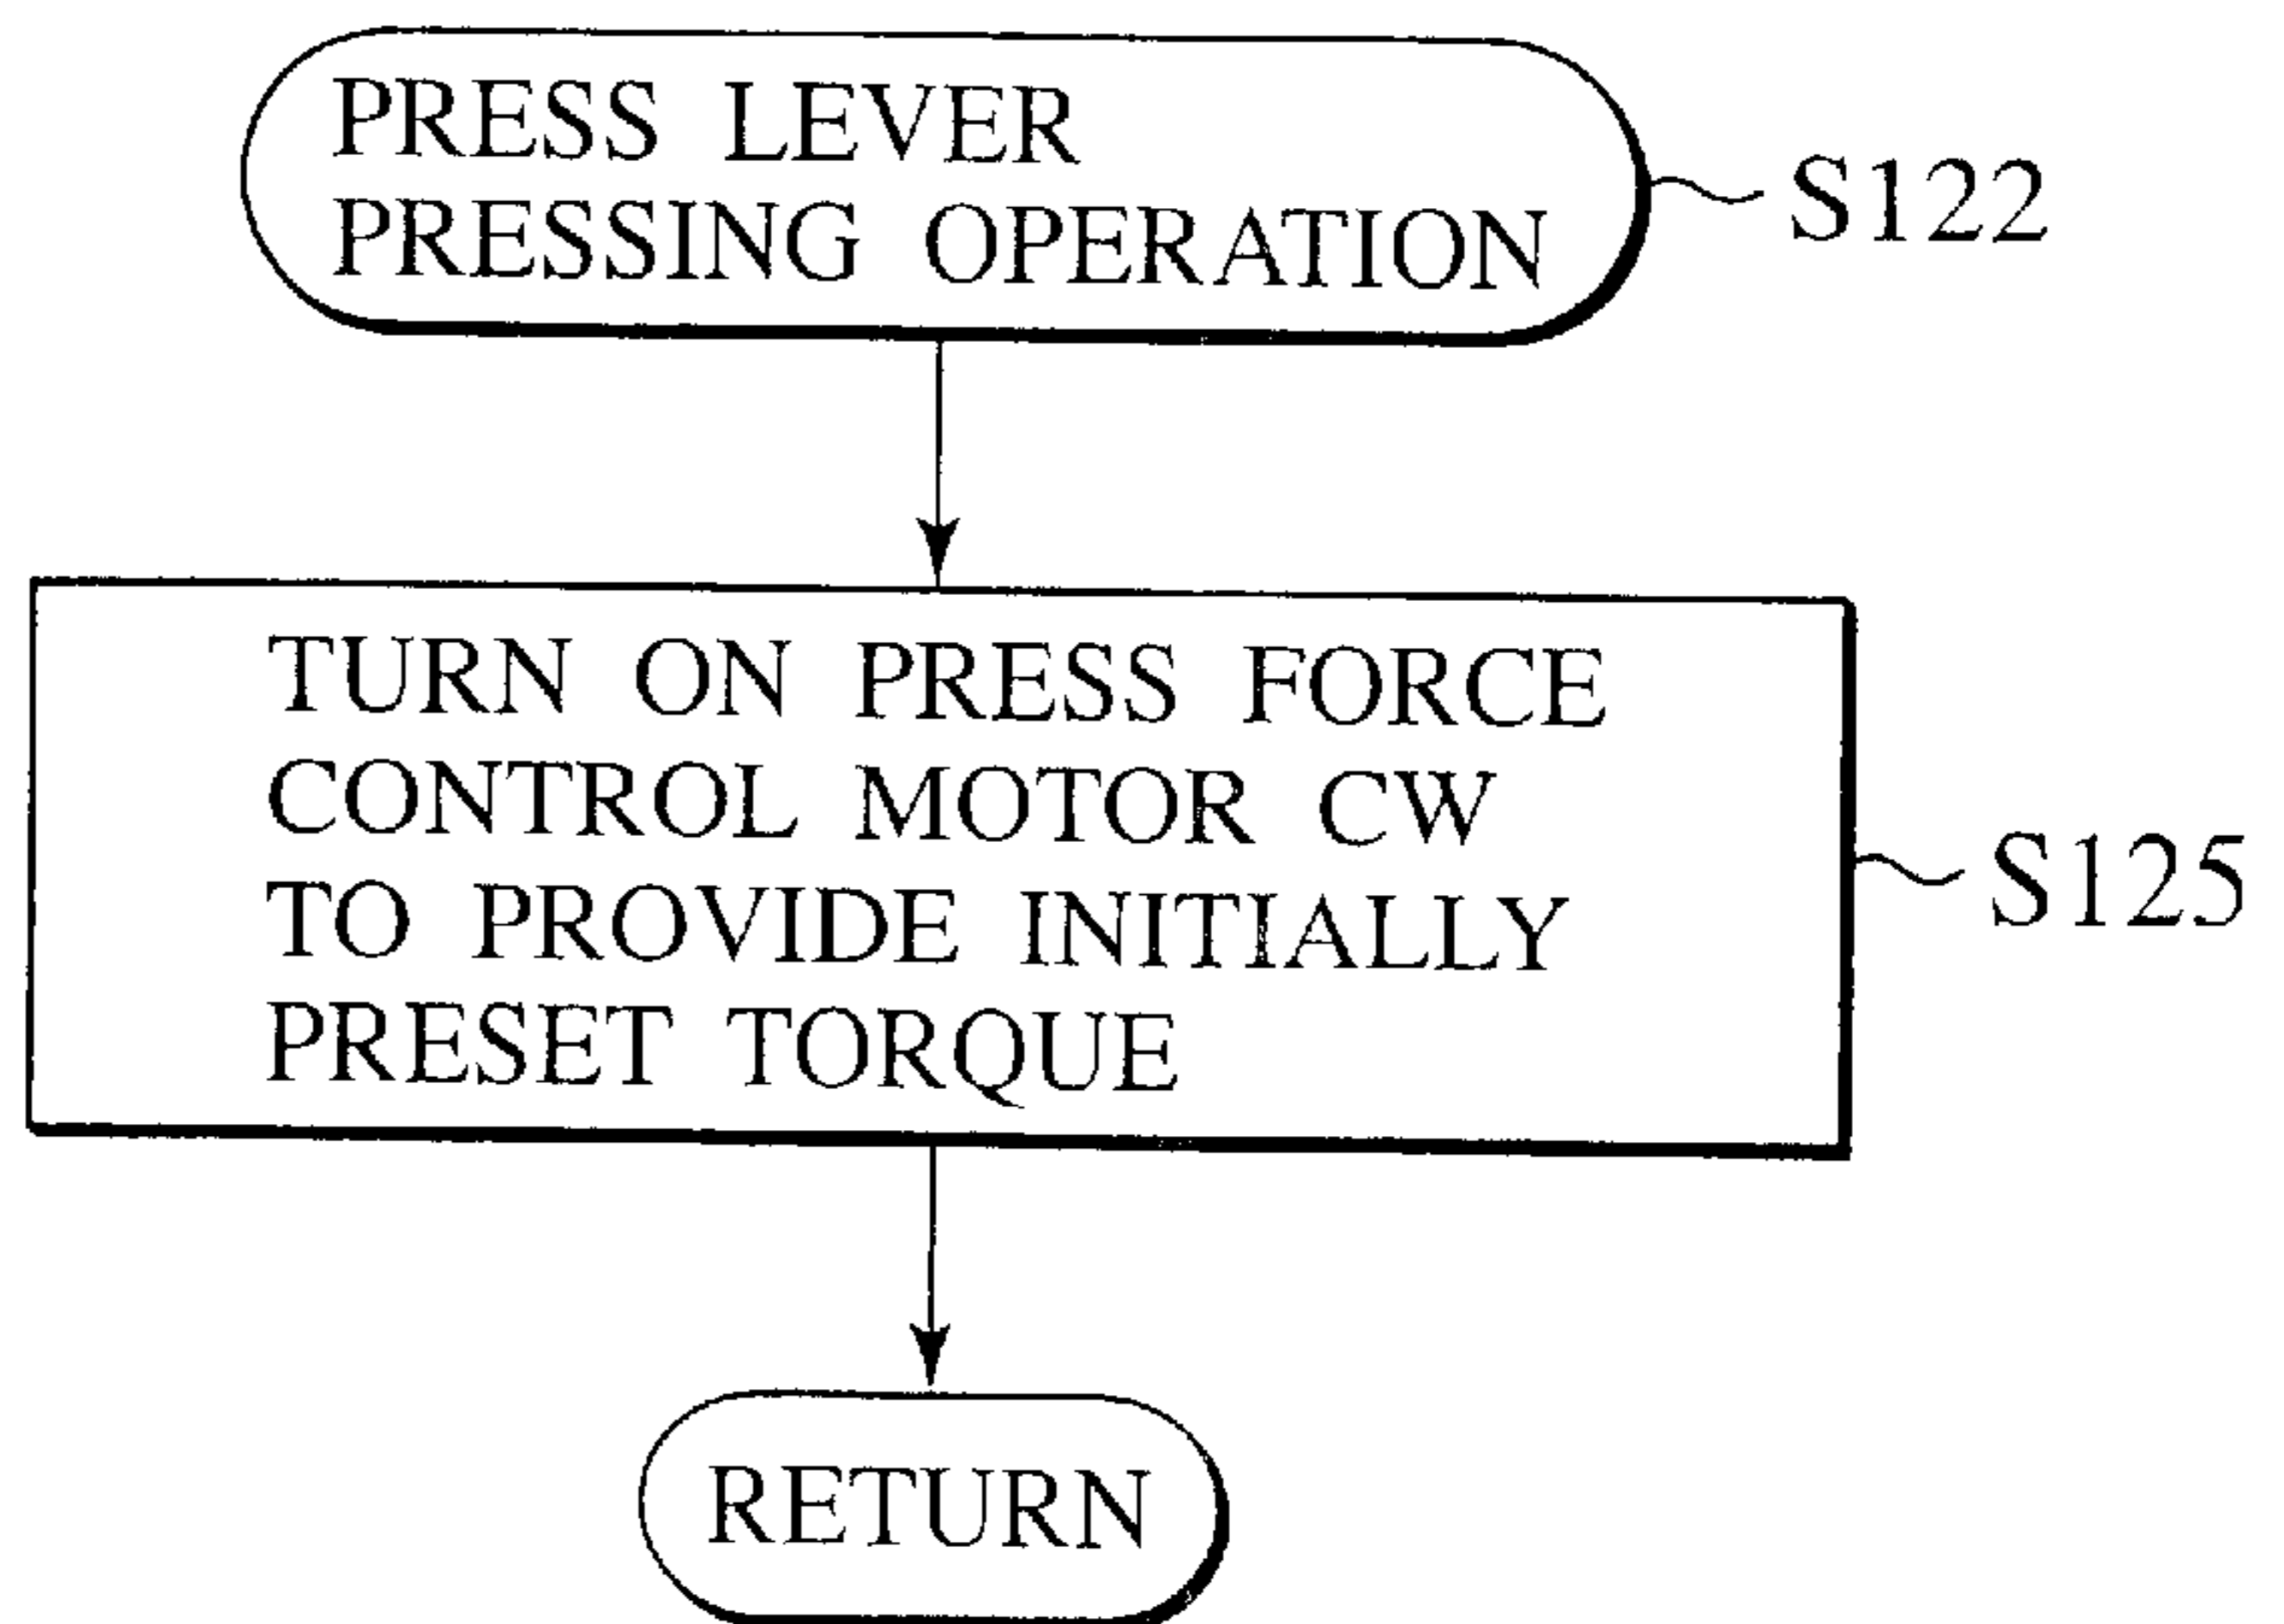 PRESS LEVER
PRESSING OPERATION
S122
TURN ON PRESS FORCE
CONTROL MOTOR CW
TO PROVIDE INITIALLY
PRESET TORQUE
S125
RETURN